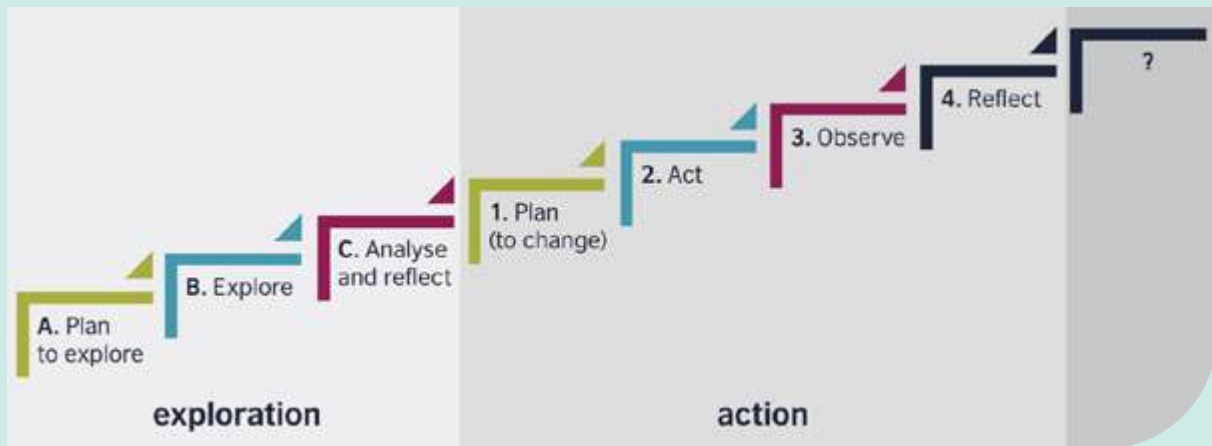 A. Plan
to explore
B. Explore
C. Analyse
and reflect
1. Plan
(to change)
2. Act
3. Observe
4. Reflect
?
exploration
action